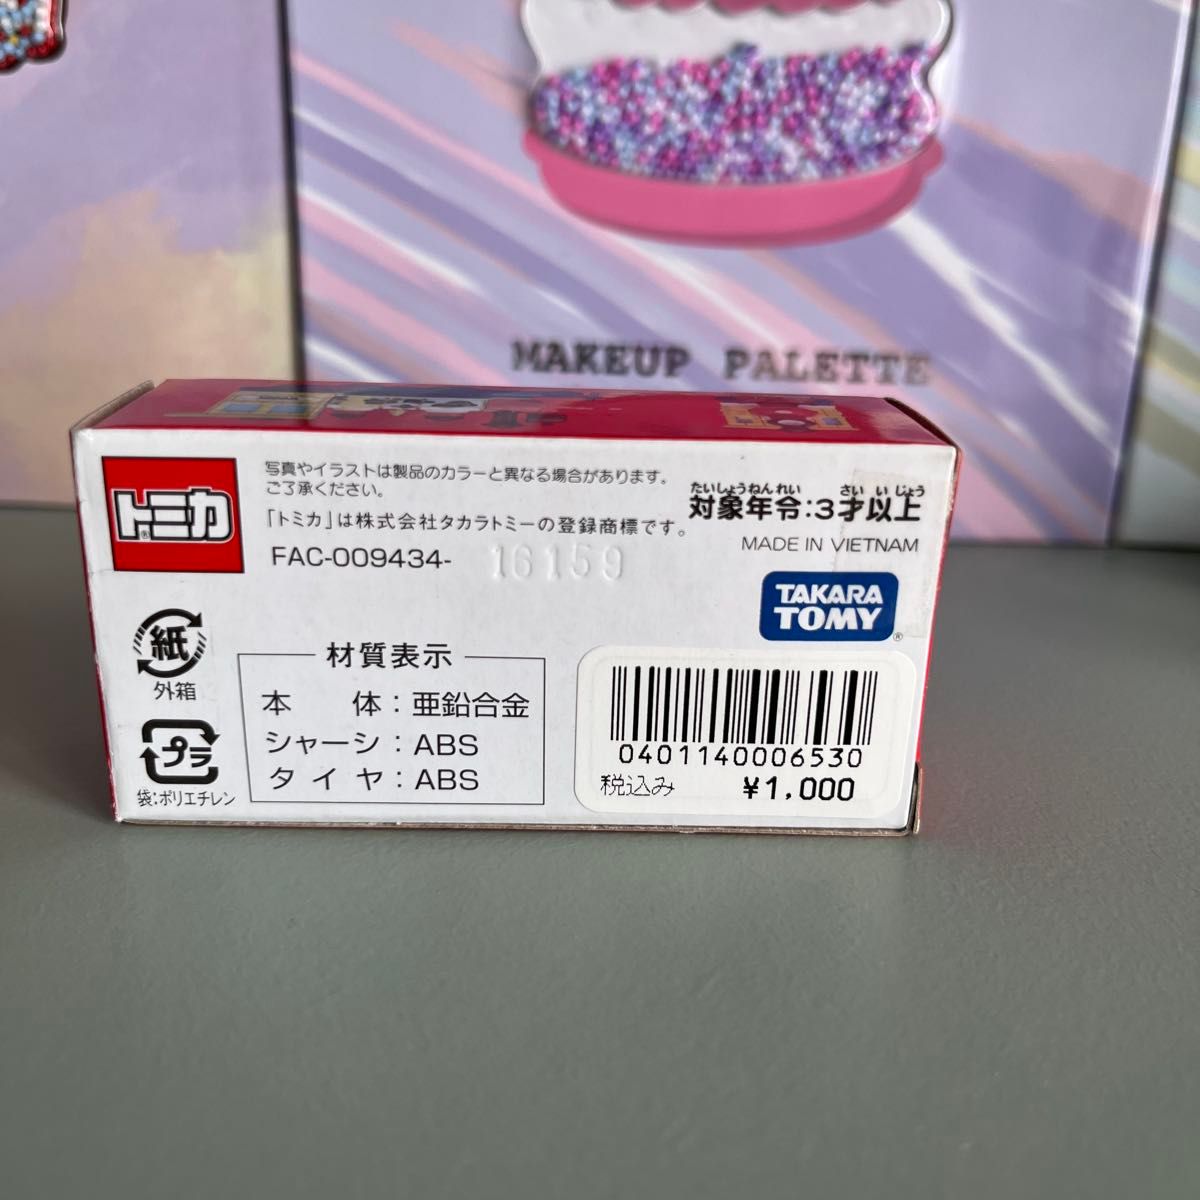 MAKEUP PALETTE
トミカ®
写真やイラストは製品のカラーと異なる場合があります。
ご了承ください。
「トミカ」は株式会社タカラトミーの登録商標です。
FAC-009434- 16159
たいしょうねんれい さい いじょう
対象年令:3才以上
MADE IN VIETNAM
TAKARA
TOMY®
紙
外箱
プラ
袋:ポリエチレン
材質表示
本 体:亜鉛合金
シャーシ:ABS
タイヤ:ABS
0401140006530
税込み ¥1,000